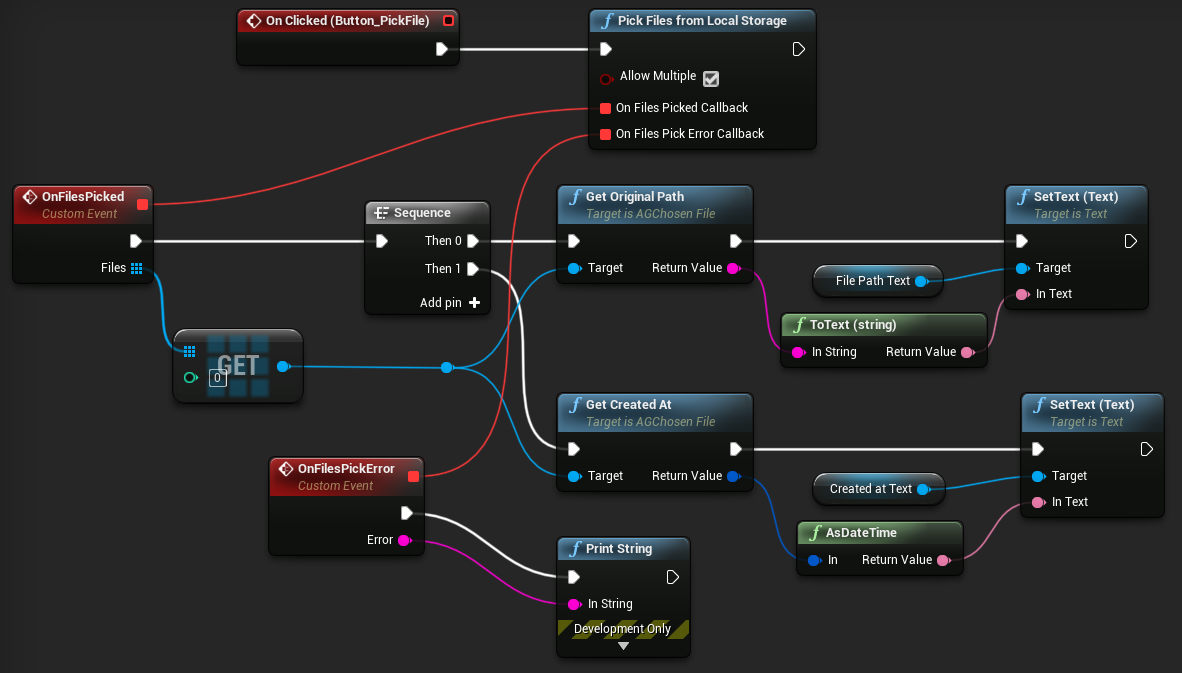 On Clicked (Button_PickFile)
Pick Files from Local Storage
Allow Multiple
On Files Picked Callback
On Files Pick Error Callback
OnFilesPicked
Custom Event
Files
Sequence
Then 0
Then 1
Add pin
GET
0
Get Original Path
Target is AGChosen File
Target
Return Value
File Path Text
ToText (string)
In String
Return Value
SetText (Text)
Target is Text
Target
In Text
Get Created At
Target is AGChosen File
Target
Return Value
Created at Text
AsDateTime
In
Return Value
SetText (Text)
Target is Text
Target
In Text
OnFilesPickError
Custom Event
Error
Print String
In String
Development Only